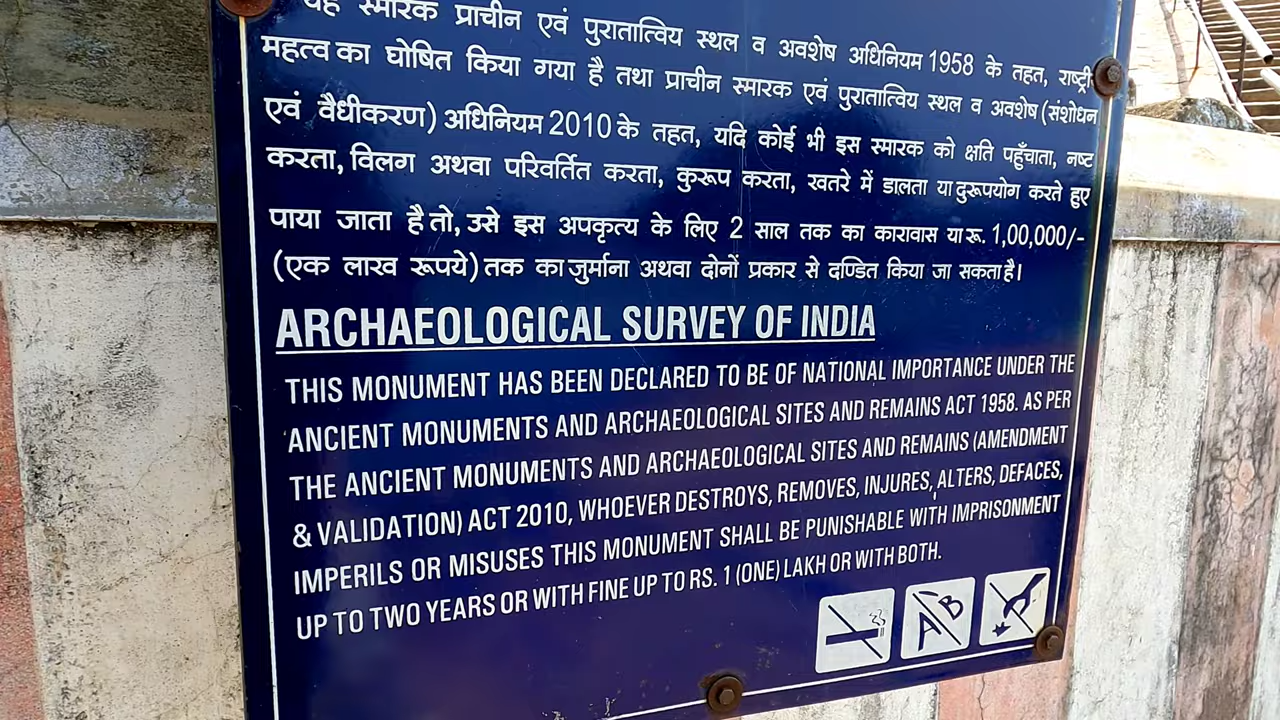 यह स्मारक प्राचीन एवं पुरातात्विय स्थल व अवशेष अधिनियम 1958 के तहत, राष्ट्री
महत्व का घोषित किया गया है तथा प्राचीन स्मारक एवं पुरातात्विय स्थल व अवशेष (संशोधन
एवं वैधीकरण) अधिनियम 2010 के तहत, यदि कोई भी इस स्मारक को क्षति पहुँचाता, नष्ट
करता, विलग अथवा परिवर्तित करता, कुरूप करता, खतरे में डालता या दुरूपयोग करते हुए
पाया जाता है तो, उसे इस अपकृत्य के लिए 2 साल तक का कारावास या रू. 1,00,000/-
(एक लाख रूपये) तक का जुर्माना अथवा दोनों प्रकार से दण्डित किया जा सकता है।
ARCHAEOLOGICAL SURVEY OF INDIA
THIS MONUMENT HAS BEEN DECLARED TO BE OF NATIONAL IMPORTANCE UNDER THE
ANCIENT MONUMENTS AND ARCHAEOLOGICAL SITES AND REMAINS ACT 1958. AS PER
THE ANCIENT MONUMENTS AND ARCHAEOLOGICAL SITES AND REMAINS (AMENDMENT
& VALIDATION) ACT 2010, WHOEVER DESTROYS, REMOVES, INJURES, ALTERS, DEFACES,
IMPERILS OR MISUSES THIS MONUMENT SHALL BE PUNISHABLE WITH IMPRISONMENT
UP TO TWO YEARS OR WITH FINE UP TO RS. 1 (ONE) LAKH OR WITH BOTH.
A B